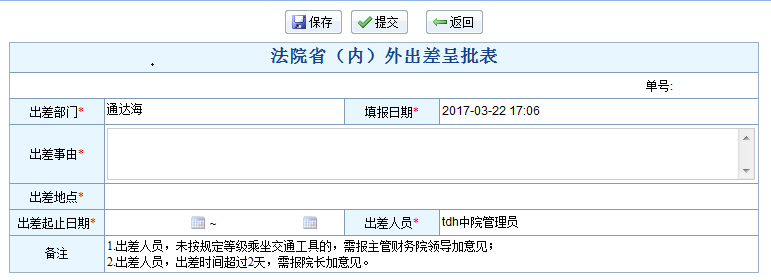 保存 提交 返回
法院省（内）外出差呈批表
单号:
出差部门* 通达海 填报日期* 2017-03-22 17:06
出差事由*
出差地点*
出差起止日期* ~ 出差人员* tdh中院管理员
备注 1.出差人员，未按规定等级乘坐交通工具的，需报主管财务院领导加意见；
2.出差人员，出差时间超过2天，需报院长加意见。